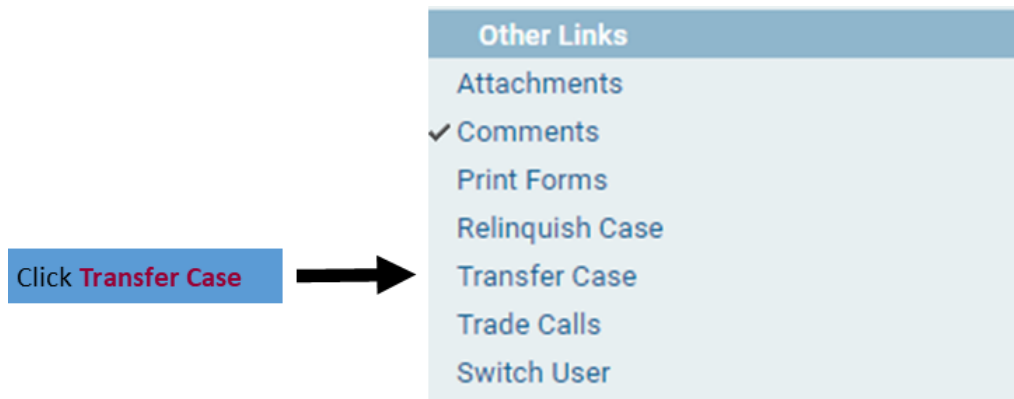 Other Links
Attachments
Comments
Print Forms
Relinquish Case
Click Transfer Case
Transfer Case
Trade Calls
Switch User